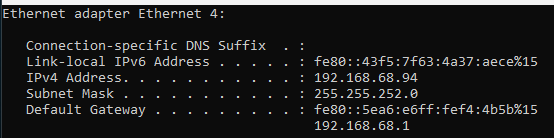 Ethernet adapter Ethernet 4:
Connection-specific DNS Suffix . :
Link-local IPv6 Address . . . . . : fe80::43f5:7f63:4a37:aece%15
IPv4 Address. . . . . . . . . . . : 192.168.68.94
Subnet Mask . . . . . . . . . . . : 255.255.252.0
Default Gateway . . . . . . . . . : fe80::5ea6:e6ff:fef4:4b5b%15
192.168.68.1